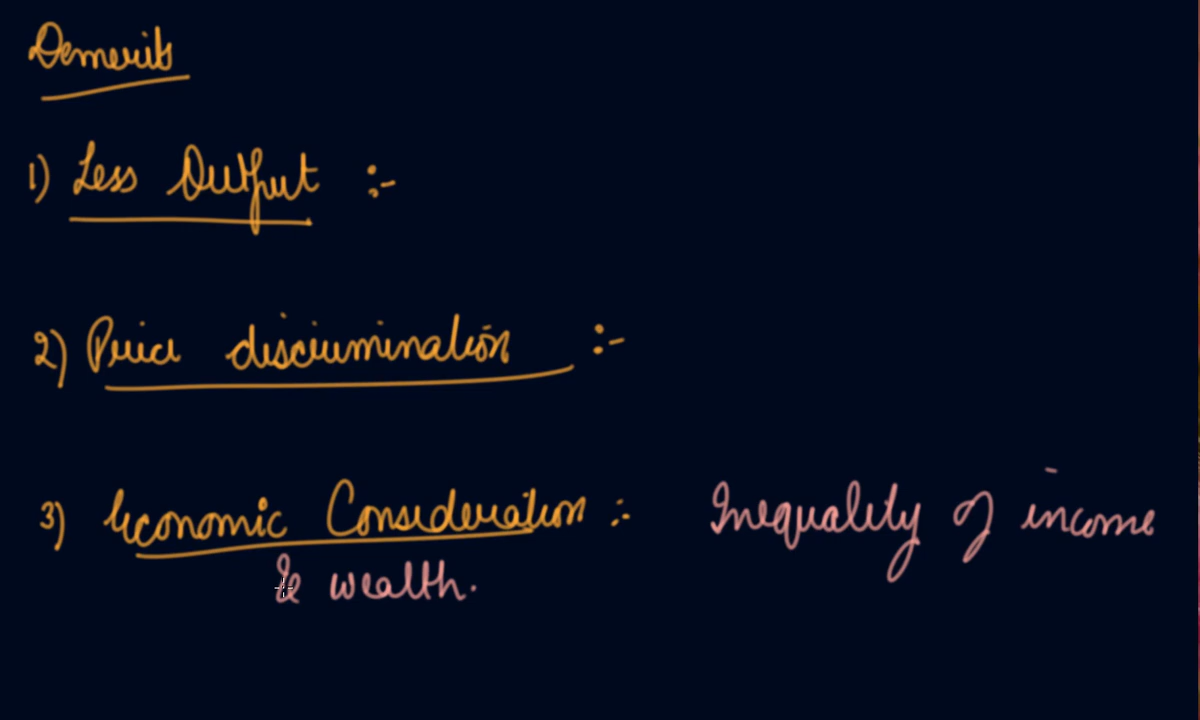 Demerits
1) Less Output :-
2) Price discrimination :-
3) Economic Consideration :- Inequality of income
& wealth.